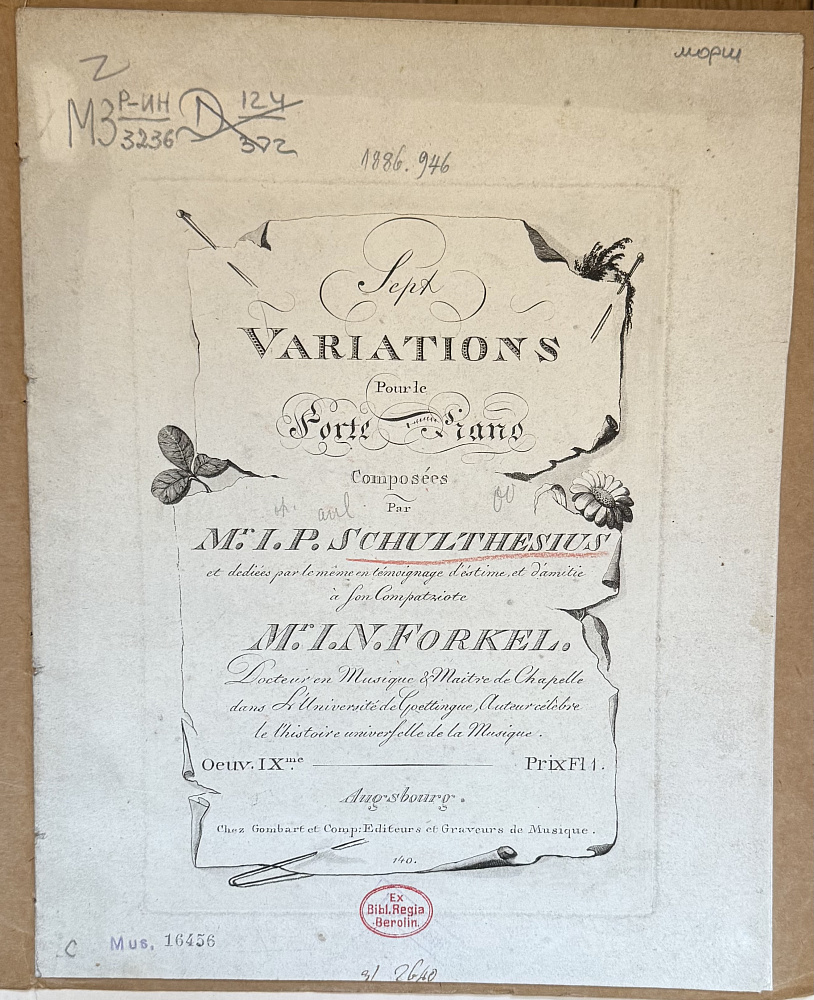 морш
МЗ Р-ИН 124
3236 372
1886.946
Sept
VARIATIONS
Pour le
Forte Piano
Composées
Par
Mr. I. P. SCHULTHESIUS
et dediées par le même en témoignage d'éstime, et d'amitie
à son Compatziote
Mr. I. N. FORKEL.
Docteur en Musique & Maitre de Chapelle
dans L'Université de Goettingue, Auteur célèbre
le l'histoire universelle de la Musique.
Oeuv. IXme. Prix Fl 1.
Augsbourg.
Chez Gombart et Comp: Editeurs et Graveurs de Musique.
140.
Ex
Bibl. Regia
Berolin.
Mus. 16456